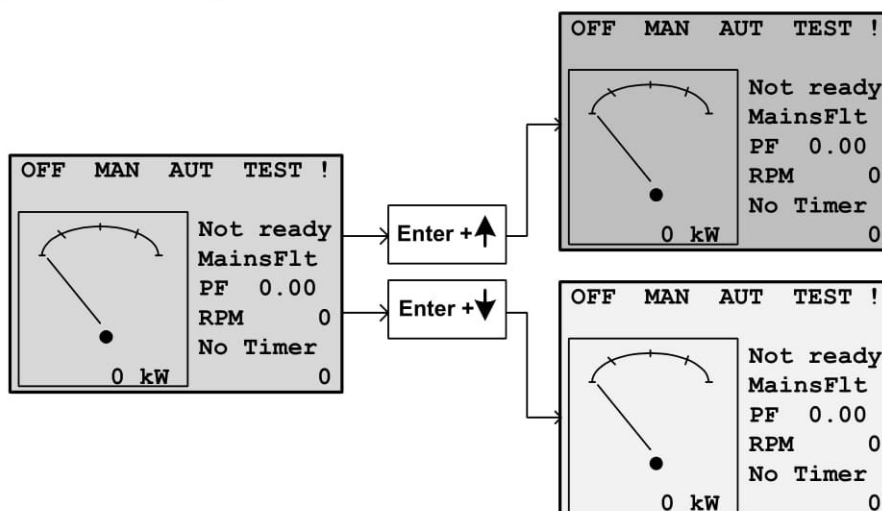 OFF MAN AUT TEST !
Not ready
MainsFlt
PF 0.00
RPM 0
No Timer
0 kW 0
Enter +
Enter +
OFF MAN AUT TEST !
Not ready
MainsFlt
PF 0.00
RPM 0
No Timer
0 kW 0
OFF MAN AUT TEST !
Not ready
MainsFlt
PF 0.00
RPM 0
No Timer
0 kW 0